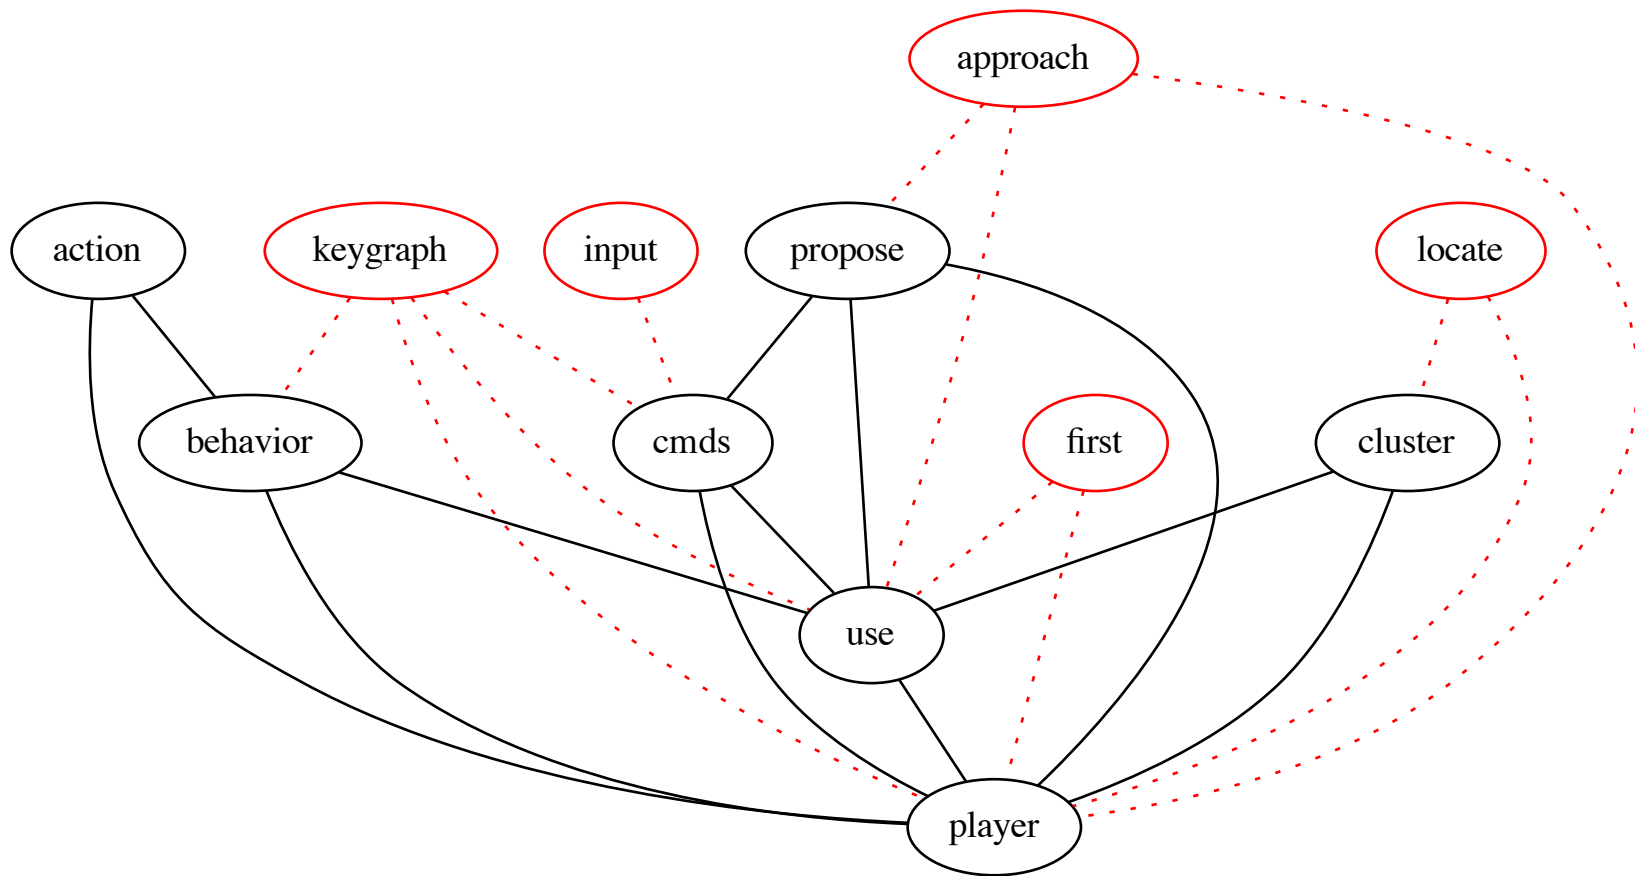 approach
action
keygraph
input
propose
locate
behavior
cmds
first
cluster
use
player